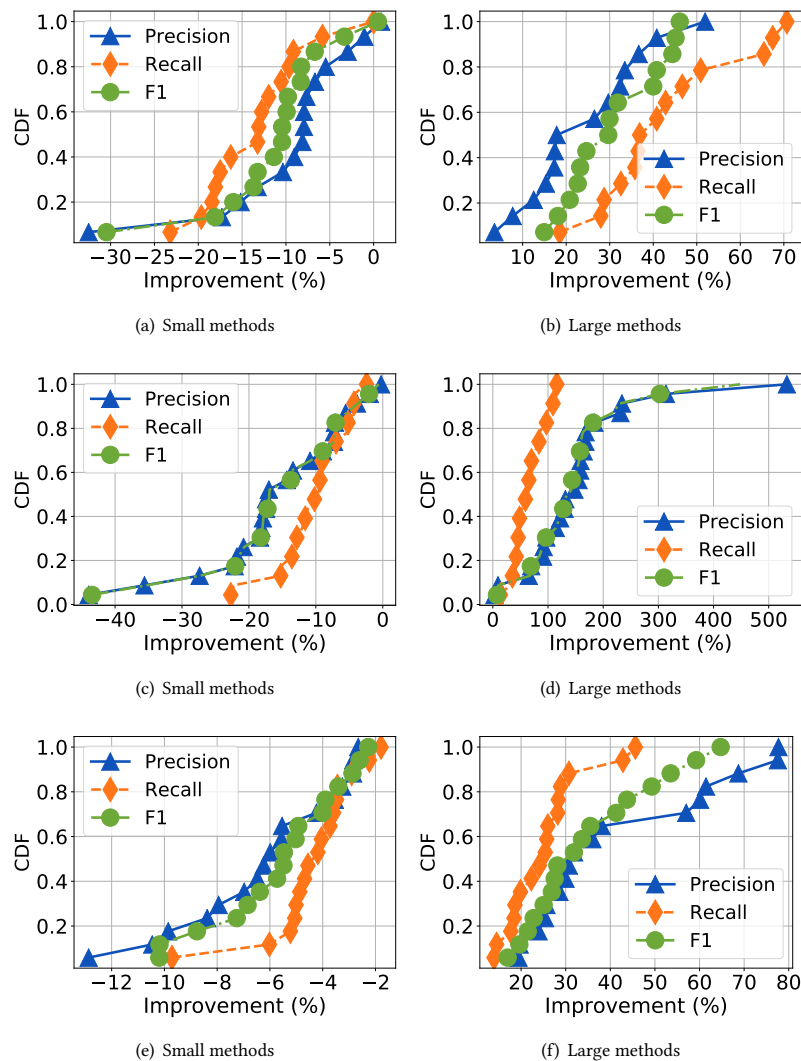 1.0
0.8
0.6
0.4
0.2
CDF
Precision
Recall
F1
−30 −25 −20 −15 −10 −5 0
Improvement (%)
(a) Small methods
1.0
0.8
0.6
0.4
0.2
CDF
Precision
Recall
F1
10 20 30 40 50 60 70
Improvement (%)
(b) Large methods
1.0
0.8
0.6
0.4
0.2
0.0
CDF
Precision
Recall
F1
−40 −30 −20 −10 0
Improvement (%)
(c) Small methods
1.0
0.8
0.6
0.4
0.2
0.0
CDF
Precision
Recall
F1
0 100 200 300 400 500
Improvement (%)
(d) Large methods
1.0
0.8
0.6
0.4
0.2
CDF
Precision
Recall
F1
−12 −10 −8 −6 −4 −2
Improvement (%)
(e) Small methods
1.0
0.8
0.6
0.4
0.2
CDF
Precision
Recall
F1
20 30 40 50 60 70 80
Improvement (%)
(f) Large methods